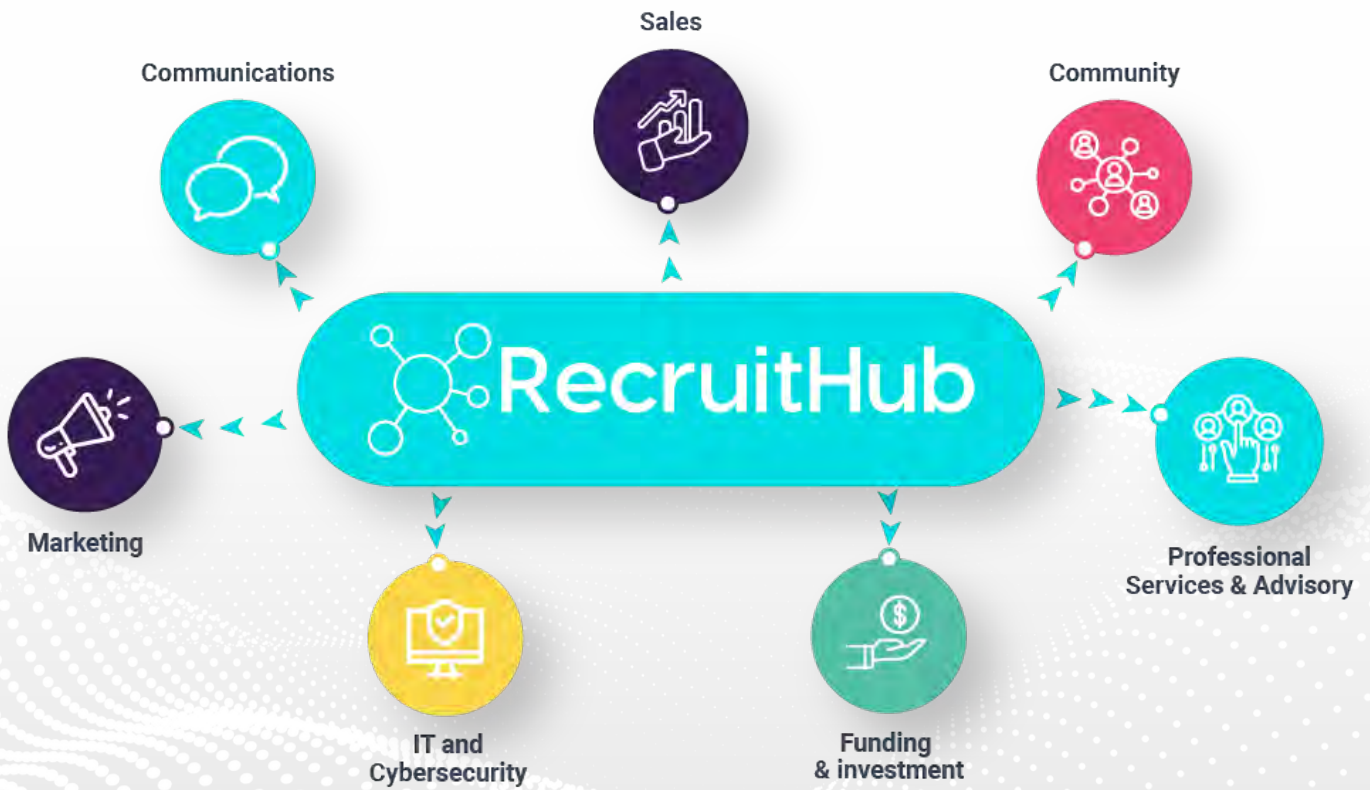 Sales
Communications
Community
RecruitHub
Marketing
Professional
Services & Advisory
IT and
Cybersecurity
Funding
& investment
$